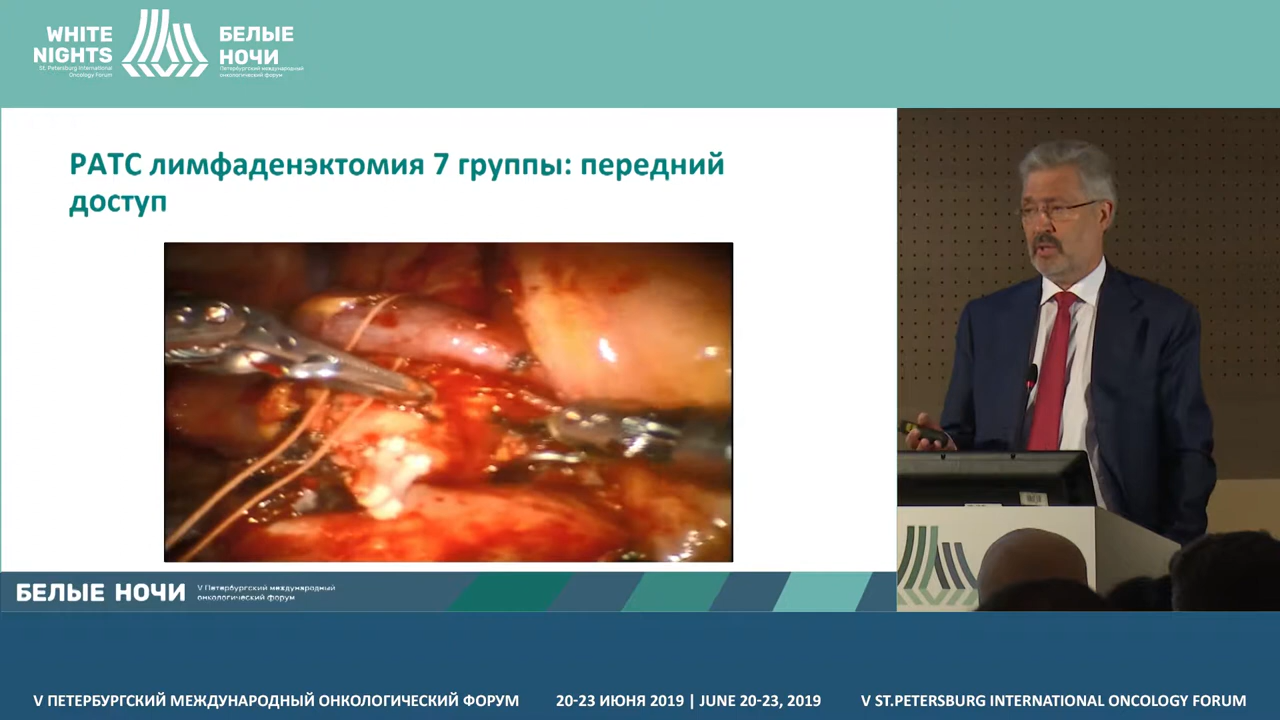 WHITE
NIGHTS
St. Petersburg International
Oncology Forum
БЕЛЫЕ
НОЧИ
Петербургский международный
онкологический форум
РАТС лимфаденэктомия 7 группы: передний
доступ
БЕЛЫЕ НОЧИ
V Петербургский международный
онкологический форум
V ПЕТЕРБУРГСКИЙ МЕЖДУНАРОДНЫЙ ОНКОЛОГИЧЕСКИЙ ФОРУМ
20-23 ИЮНЯ 2019 | JUNE 20-23, 2019
V ST.PETERSBURG INTERNATIONAL ONCOLOGY FORUM